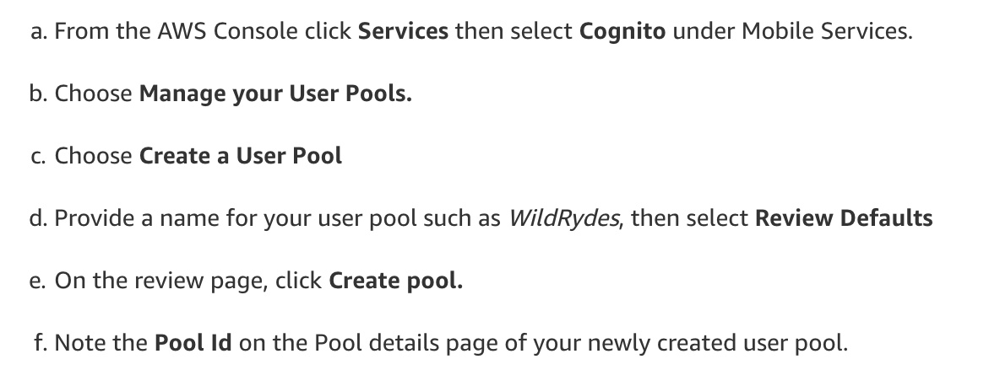 a. From the AWS Console click Services then select Cognito under Mobile Services.
b. Choose Manage your User Pools.
c. Choose Create a User Pool
d. Provide a name for your user pool such as WildRydes, then select Review Defaults
e. On the review page, click Create pool.
f. Note the Pool Id on the Pool details page of your newly created user pool.